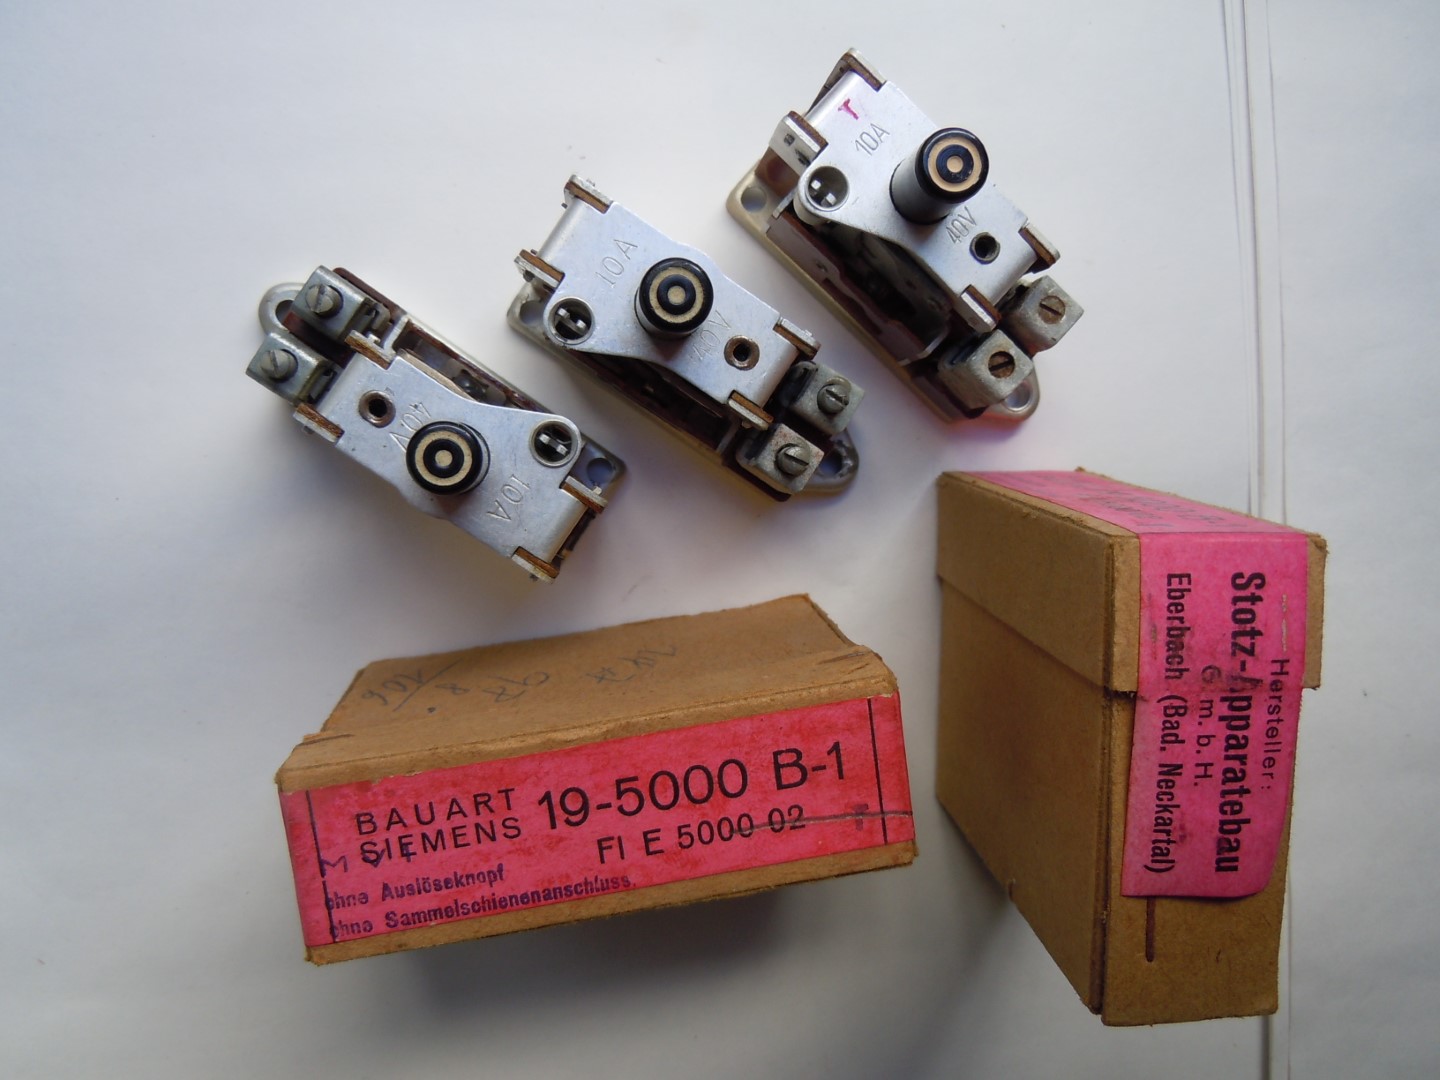 10A
40V
10A
40V
r
10A
40V
BAUART
SIEMENS
19-5000 B-1
Fl E 5000 02
ohne Auslöseknopf
ohne Sammelschienenanschluss.
Hersteller:
Stotz-Apparatebau
G. m. b. H.
Eberbach (Bad. Neckartal)